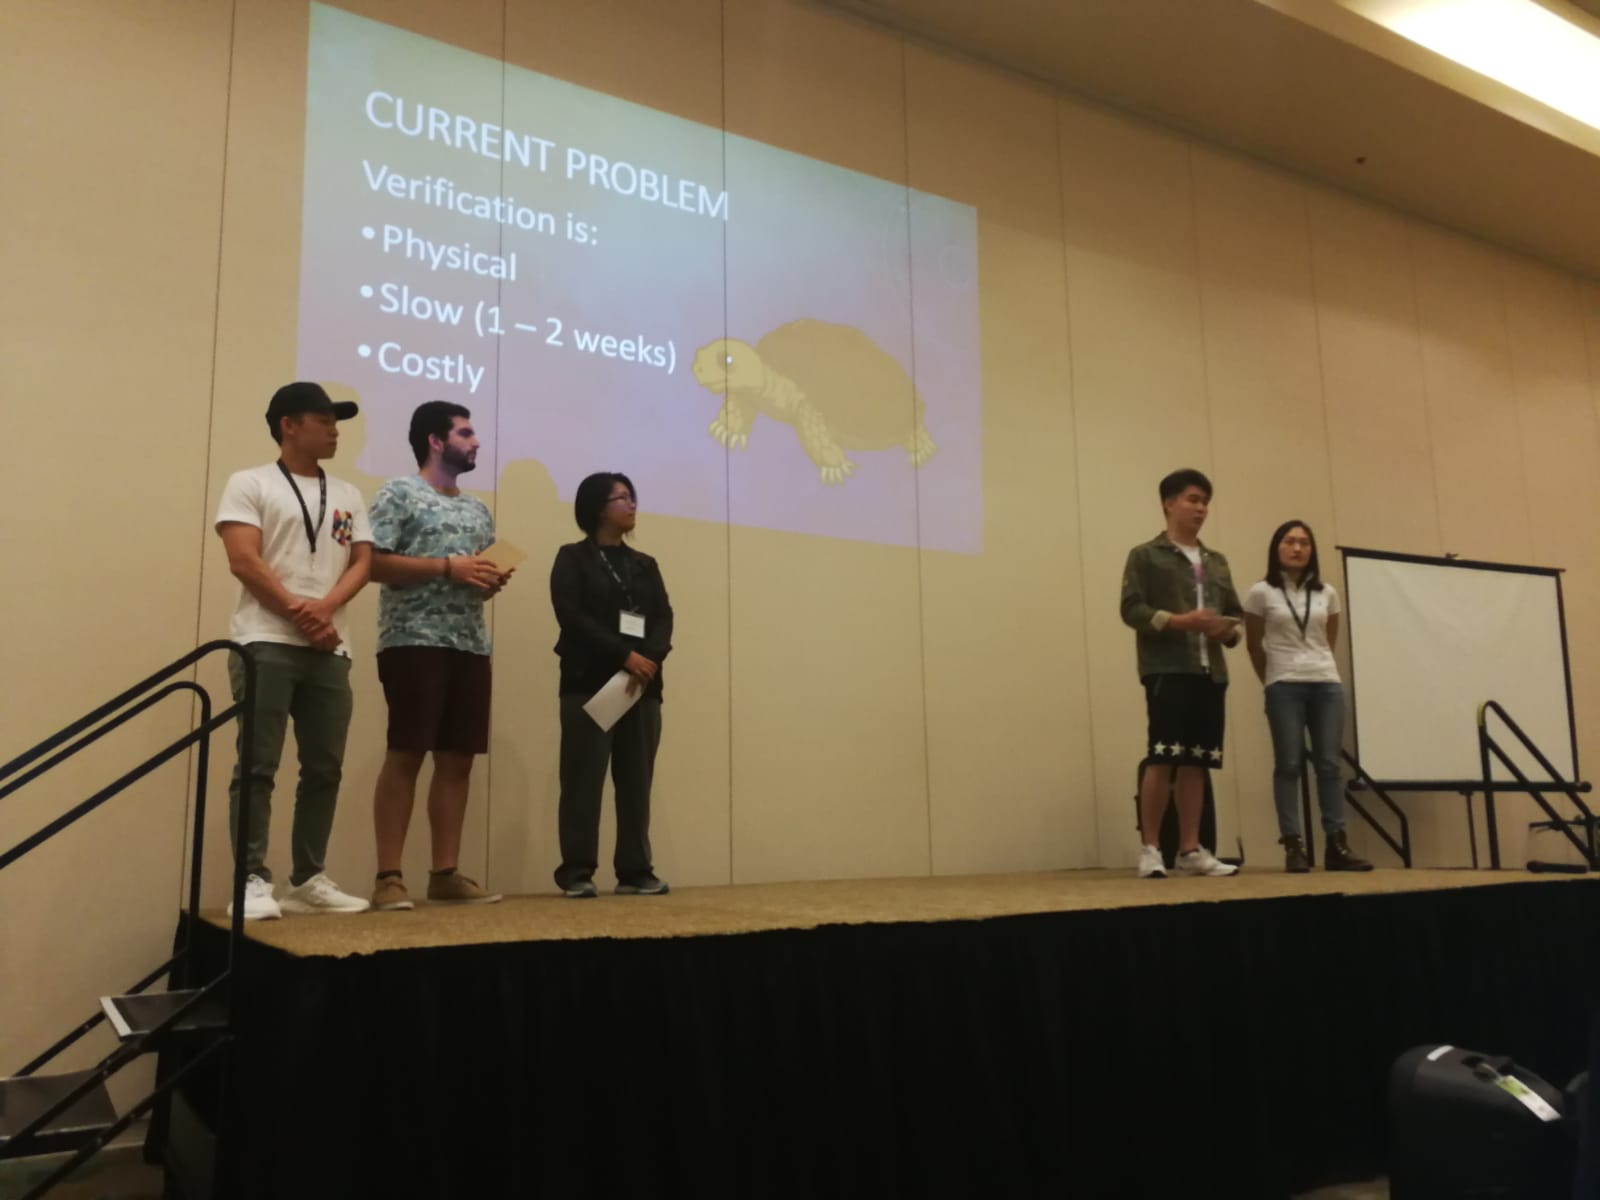 CURRENT PROBLEM
Verification is:
• Physical
• Slow (1 – 2 weeks)
• Costly